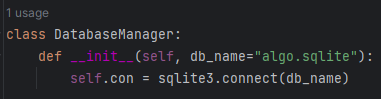 1 usage
class DatabaseManager:
    def __init__(self, db_name="algo.sqlite"):
        self.con = sqlite3.connect(db_name)